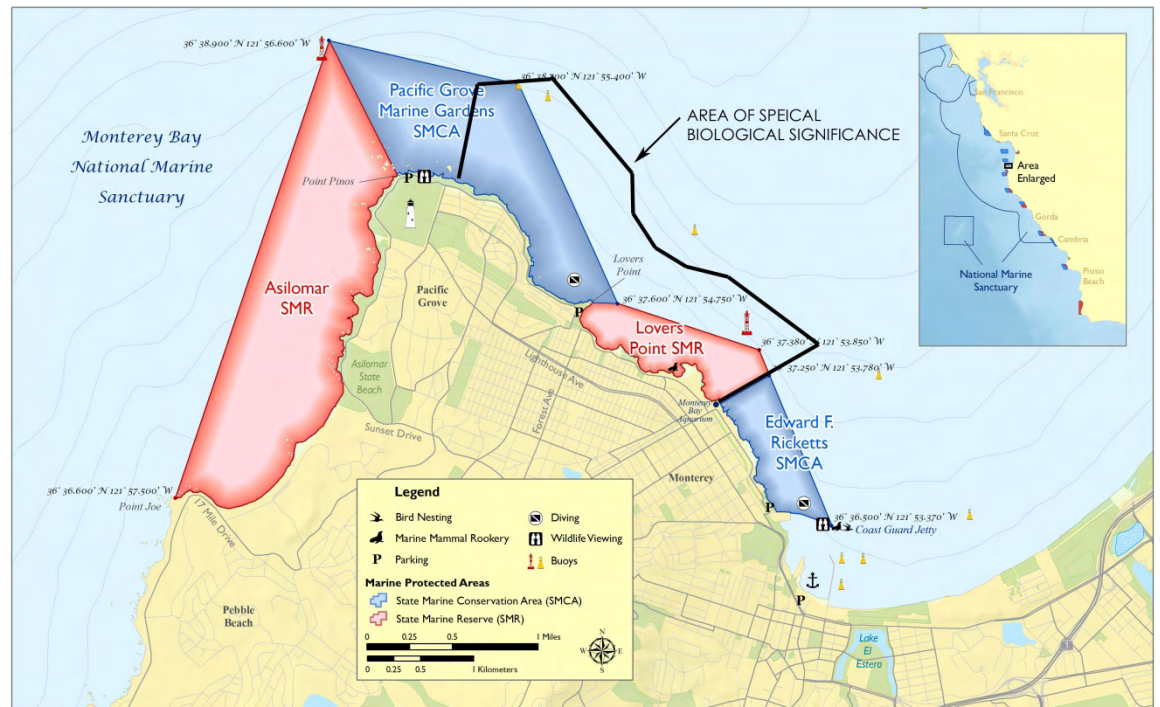 36° 38.900' N 121° 56.600' W
Monterey Bay
National Marine
Sanctuary
Pacific Grove
Marine Gardens
SMCA
121° 55.400' W
AREA OF SPEICAL
BIOLOGICAL SIGNIFICANCE
San Francisco
Santa Cruz
Area
Enlarged
Gorda
Cambria
Pismo
Beach
National Marine
Sanctuary
Point Pinos
P
Asilomar
SMR
Pacific
Grove
Lovers
Point
P
36° 37.600' N 121° 54.750' W
Lovers
Point SMR
36° 37.380' N 121° 53.850' W
37.250' N 121° 53.780' W
Lighthouse Ave
Forest Ave
Asilomar
State
Beach
Sunset Drive
Monterey
Bay
Aquarium
Edward F.
Ricketts
SMCA
Monterey
P
36° 36.600' N 121° 57.500' W
Point Joe
17 Mile Drive
36° 36.500' N 121° 53.370' W
Coast Guard Jetty
P
Pebble
Beach
Lake
El
Estero
1
Legend
Bird Nesting
Marine Mammal Rookery
P Parking
Diving
Wildlife Viewing
Buoys
Marine Protected Areas
State Marine Conservation Area (SMCA)
State Marine Reserve (SMR)
0 0.25 0.5 1 Miles
0 0.25 0.5 1 Kilometers
N
W E
S